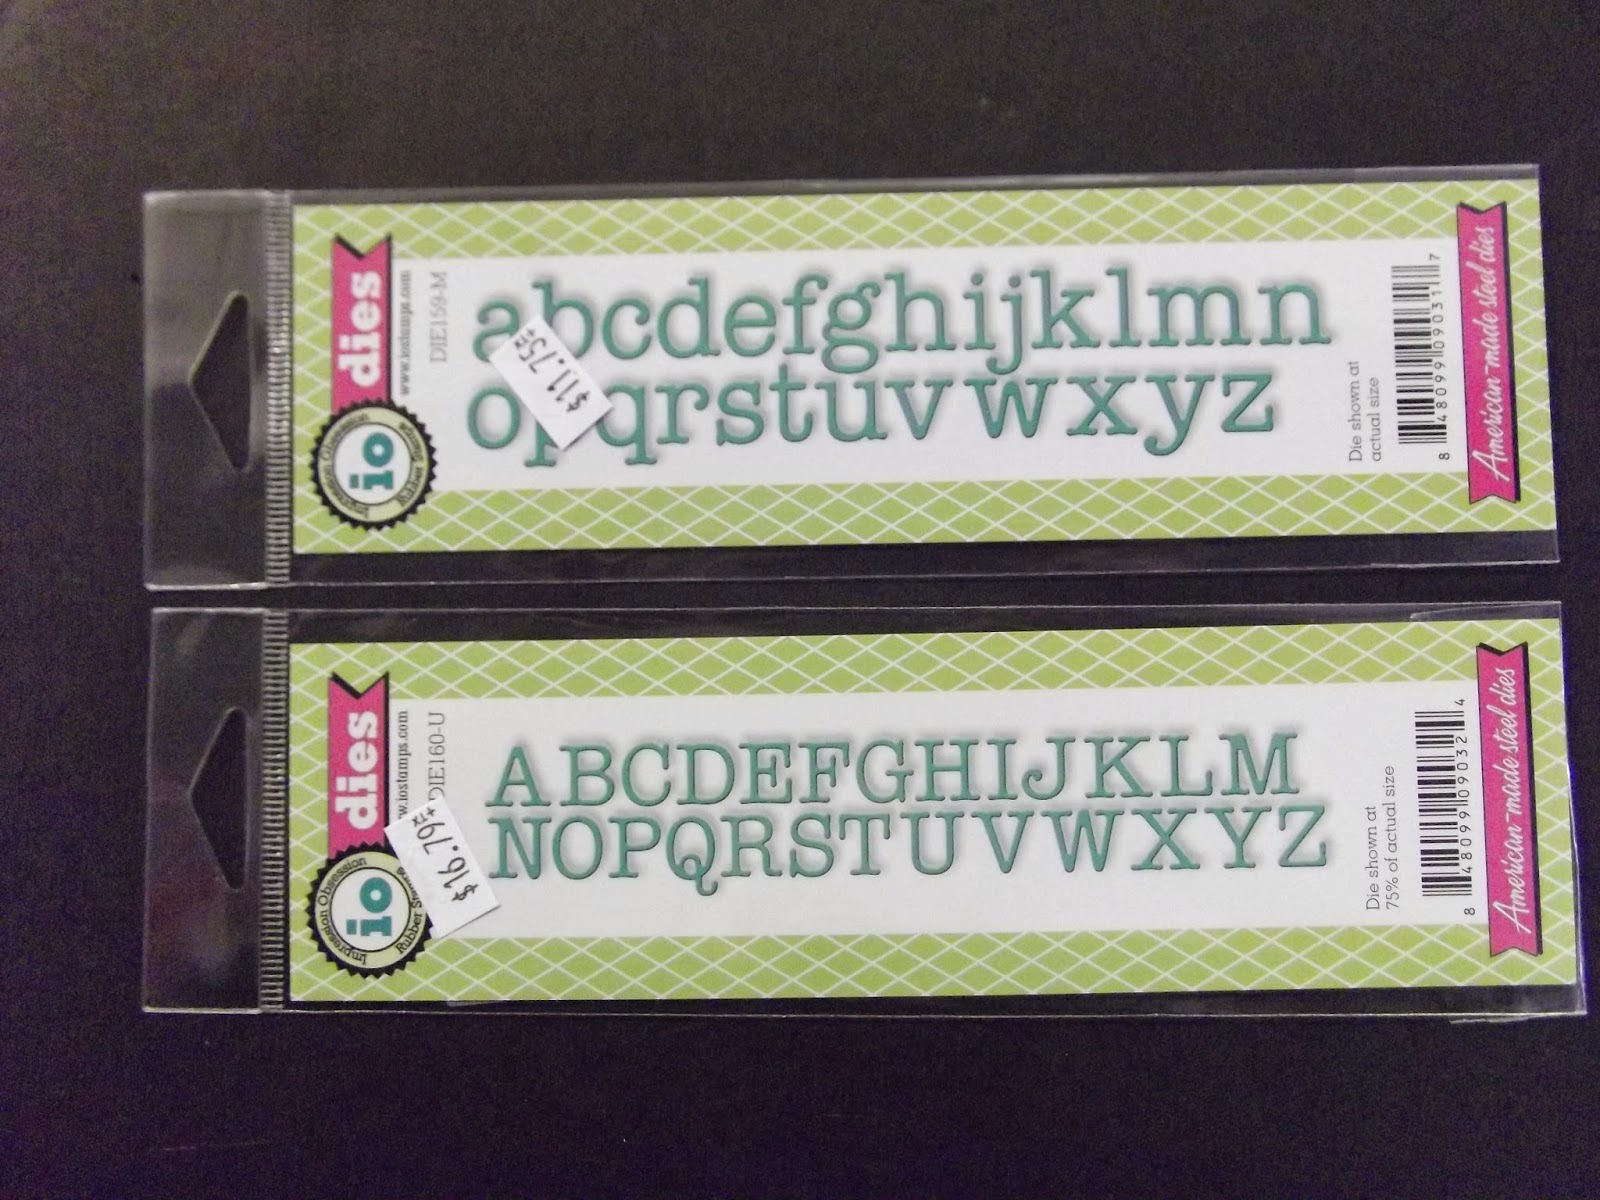 dies
www.iostamps.com
DIE159-M
Impression Obsession
io
Rubber Stamps
abcdefghijklmn
opqrstuvwxyz
$11.75+
Die shown at
actual size
8 48099 09031 7
American-made steel dies
dies
www.iostamps.com
DIE160-U
Impression Obsession
io
Rubber Stamps
$16.79+
ABCDEFGHIJKLM
NOPQRSTUVWXYZ
Die shown at
75% of actual size
8 48099 09032 4
American-made steel dies